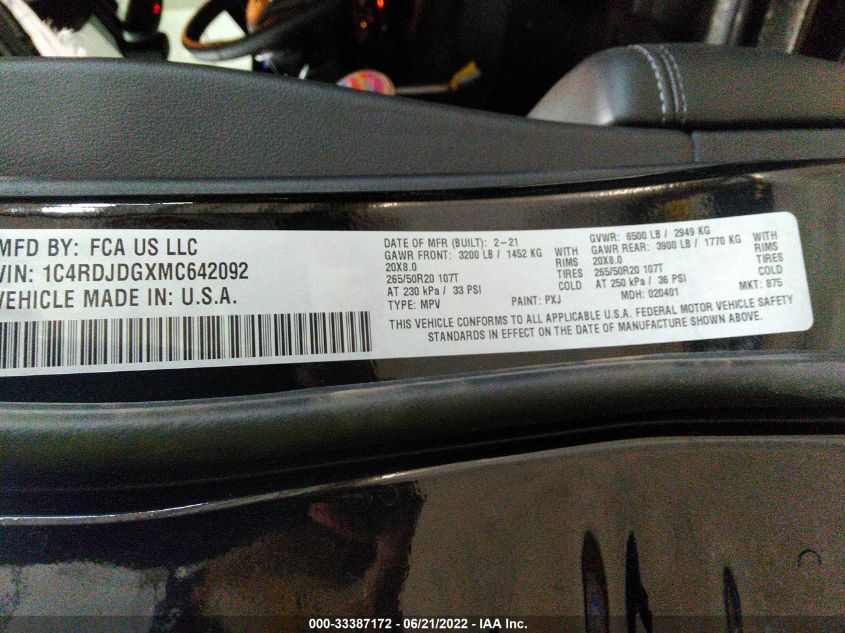 MFD BY: FCA US LLC
VIN: 1C4RDJDGXMC642092
VEHICLE MADE IN: U.S.A.
DATE OF MFR (BUILT): 2-21
GAWR FRONT: 3200 LB / 1452 KG WITH
20X8.0 RIMS
265/50R20 107T TIRES
AT 230 kPa / 33 PSI COLD
TYPE: MPV PAINT: PXJ
GVWR: 6500 LB / 2949 KG
GAWR REAR: 3900 LB / 1770 KG WITH
20X8.0 RIMS
265/50R20 107T TIRES
AT 250 kPa / 36 PSI COLD
MDH: 020401 MKT: 875
THIS VEHICLE CONFORMS TO ALL APPLICABLE U.S.A. FEDERAL MOTOR VEHICLE SAFETY
STANDARDS IN EFFECT ON THE DATE OF MANUFACTURE SHOWN ABOVE.
000-33387172 - 06/21/2022 - IAA Inc.